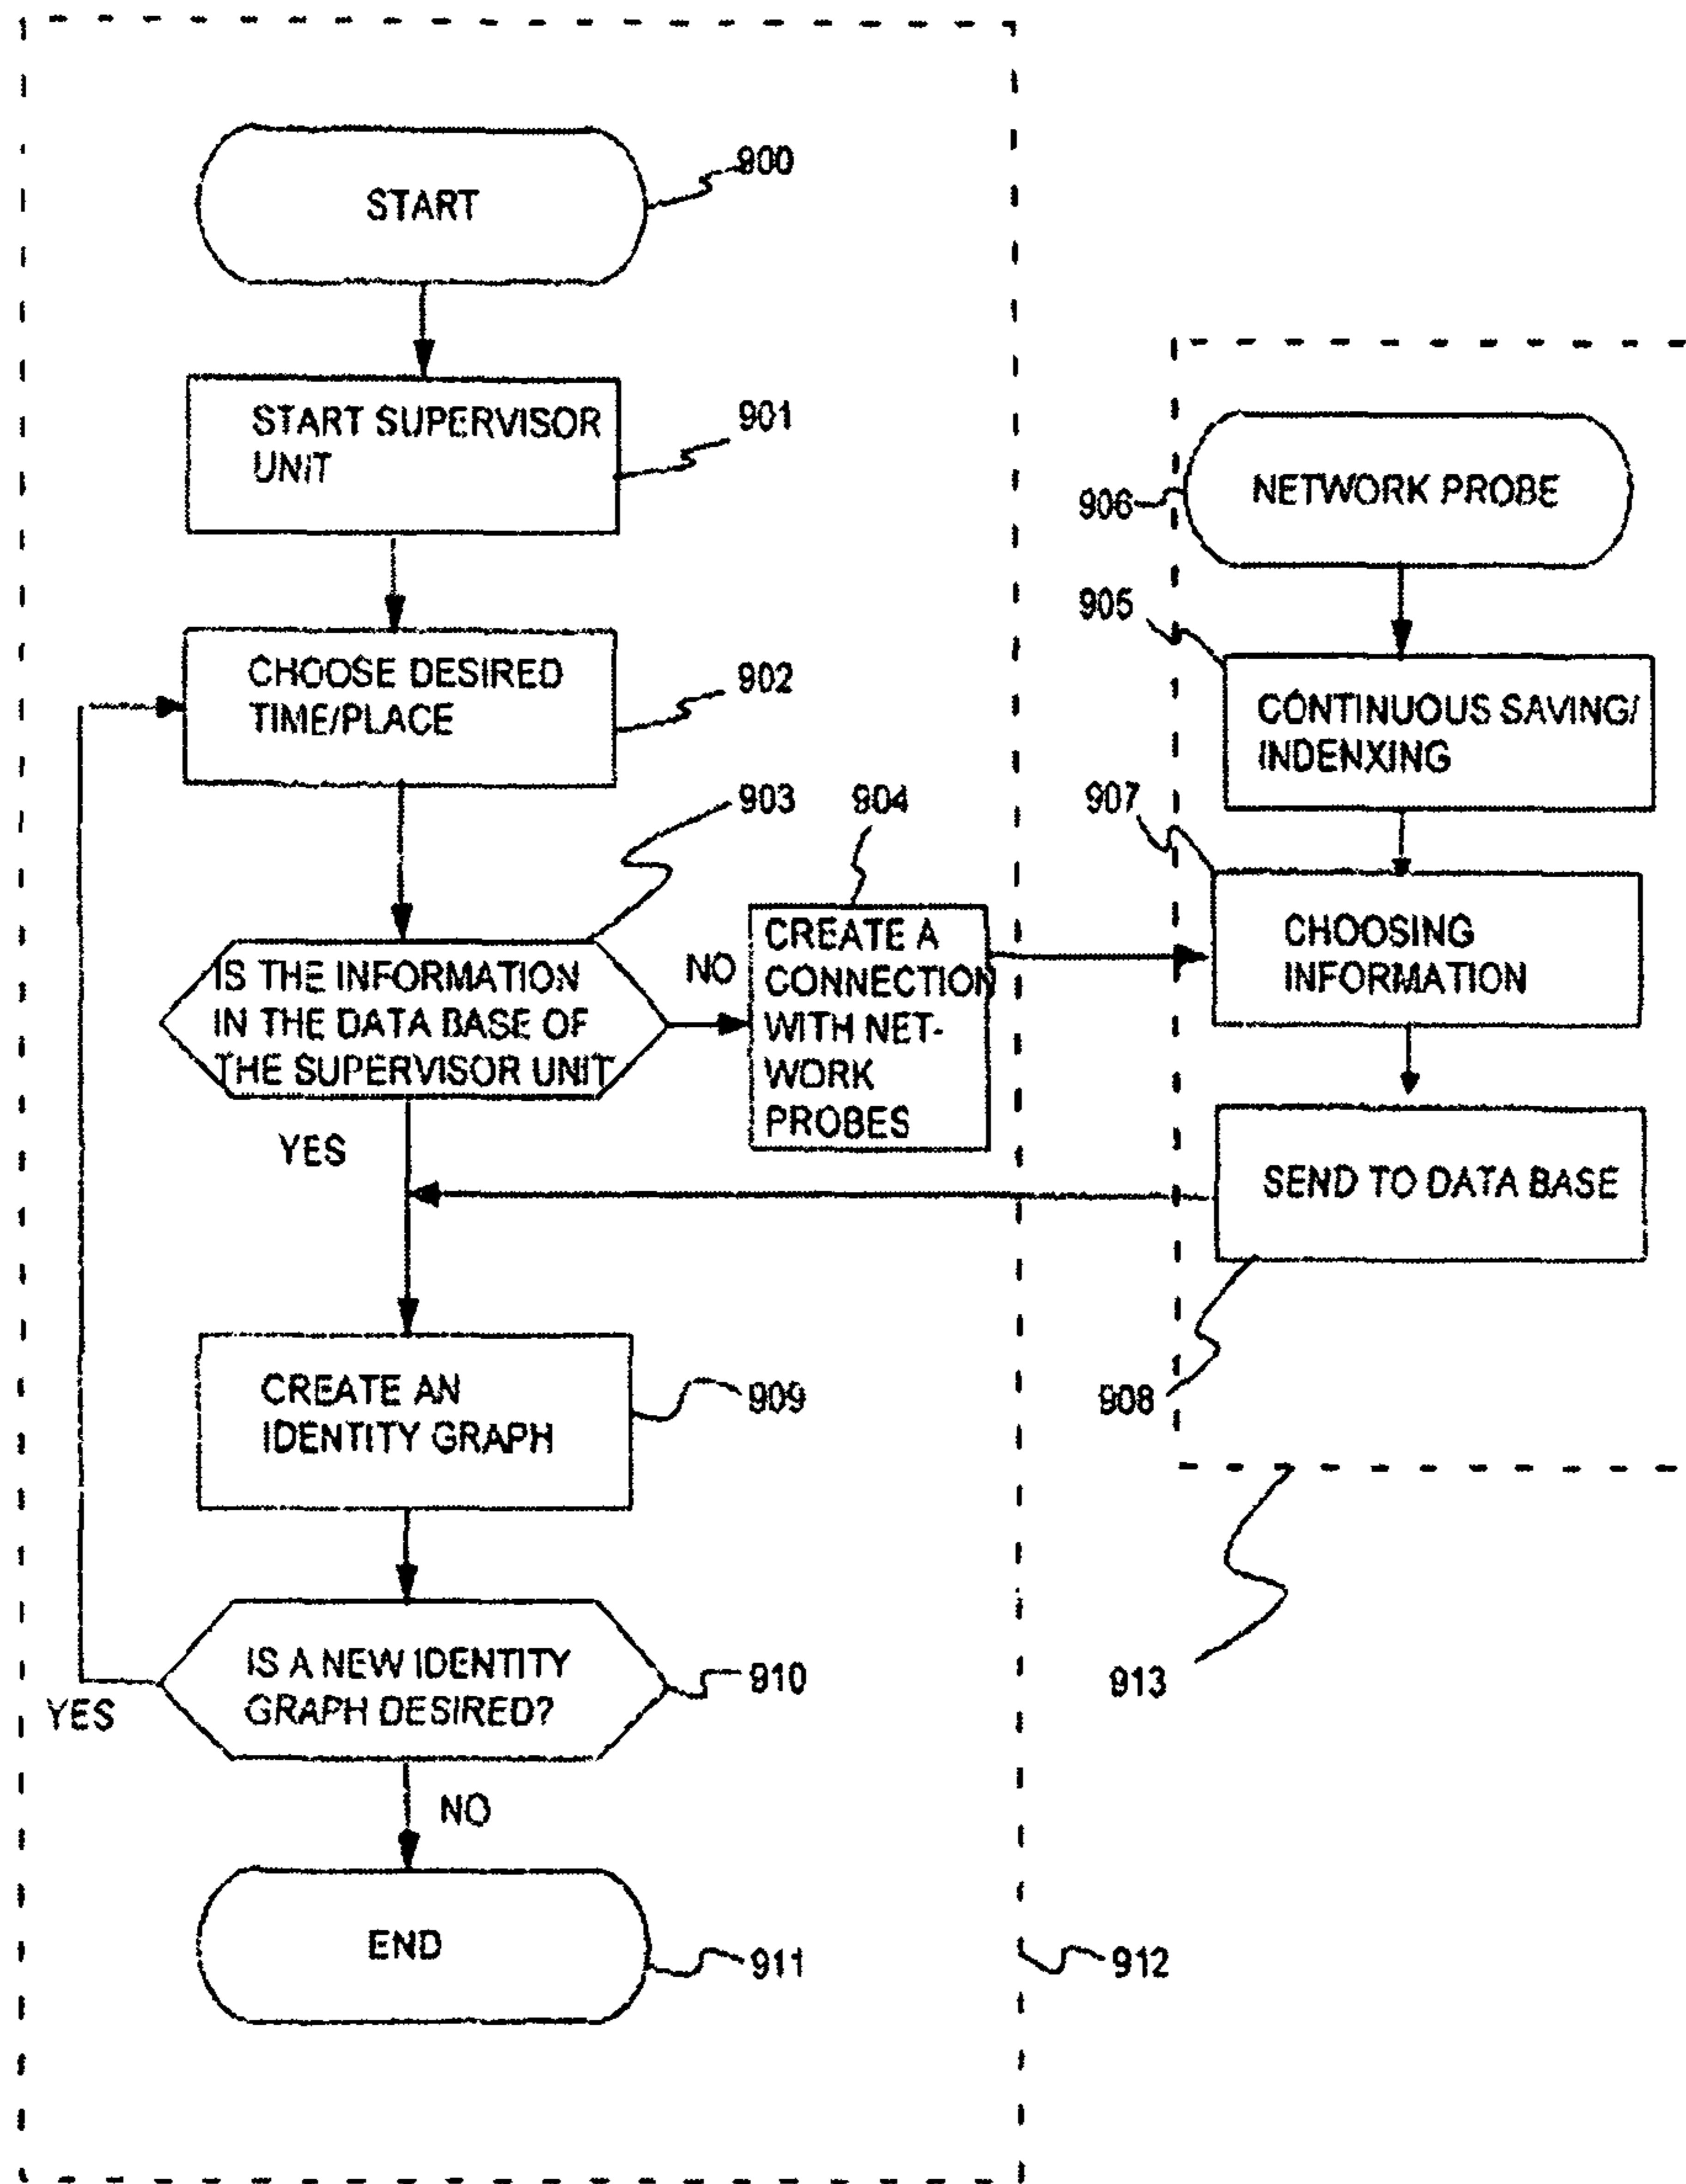 START
900
START SUPERVISOR
UNIT
901
CHOOSE DESIRED
TIME/PLACE
902
903
IS THE INFORMATION
IN THE DATA BASE OF
THE SUPERVISOR UNIT
NO
YES
904
CREATE A
CONNECTION
WITH NET-
WORK
PROBES
906
NETWORK PROBE
905
CONTINUOUS SAVING/
INDENXING
907
CHOOSING
INFORMATION
SEND TO DATA BASE
908
CREATE AN
IDENTITY GRAPH
909
IS A NEW IDENTITY
GRAPH DESIRED?
910
YES
NO
END
911
912
913